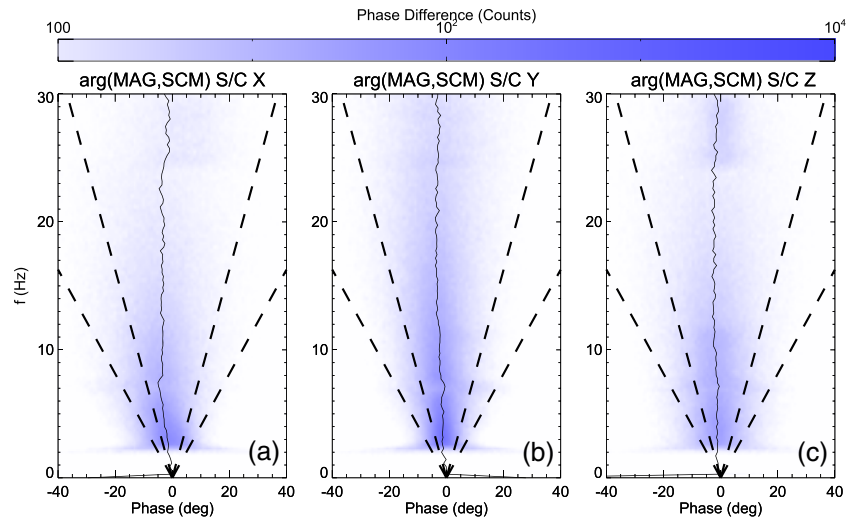 Phase Difference (Counts)
100 10² 10⁴
arg(MAG,SCM) S/C X
arg(MAG,SCM) S/C Y
arg(MAG,SCM) S/C Z
f (Hz)
30
20
10
0
(a)
-40 -20 0 20 40
Phase (deg)
30
20
10
0
(b)
-40 -20 0 20 40
Phase (deg)
30
20
10
0
(c)
-40 -20 0 20 40
Phase (deg)